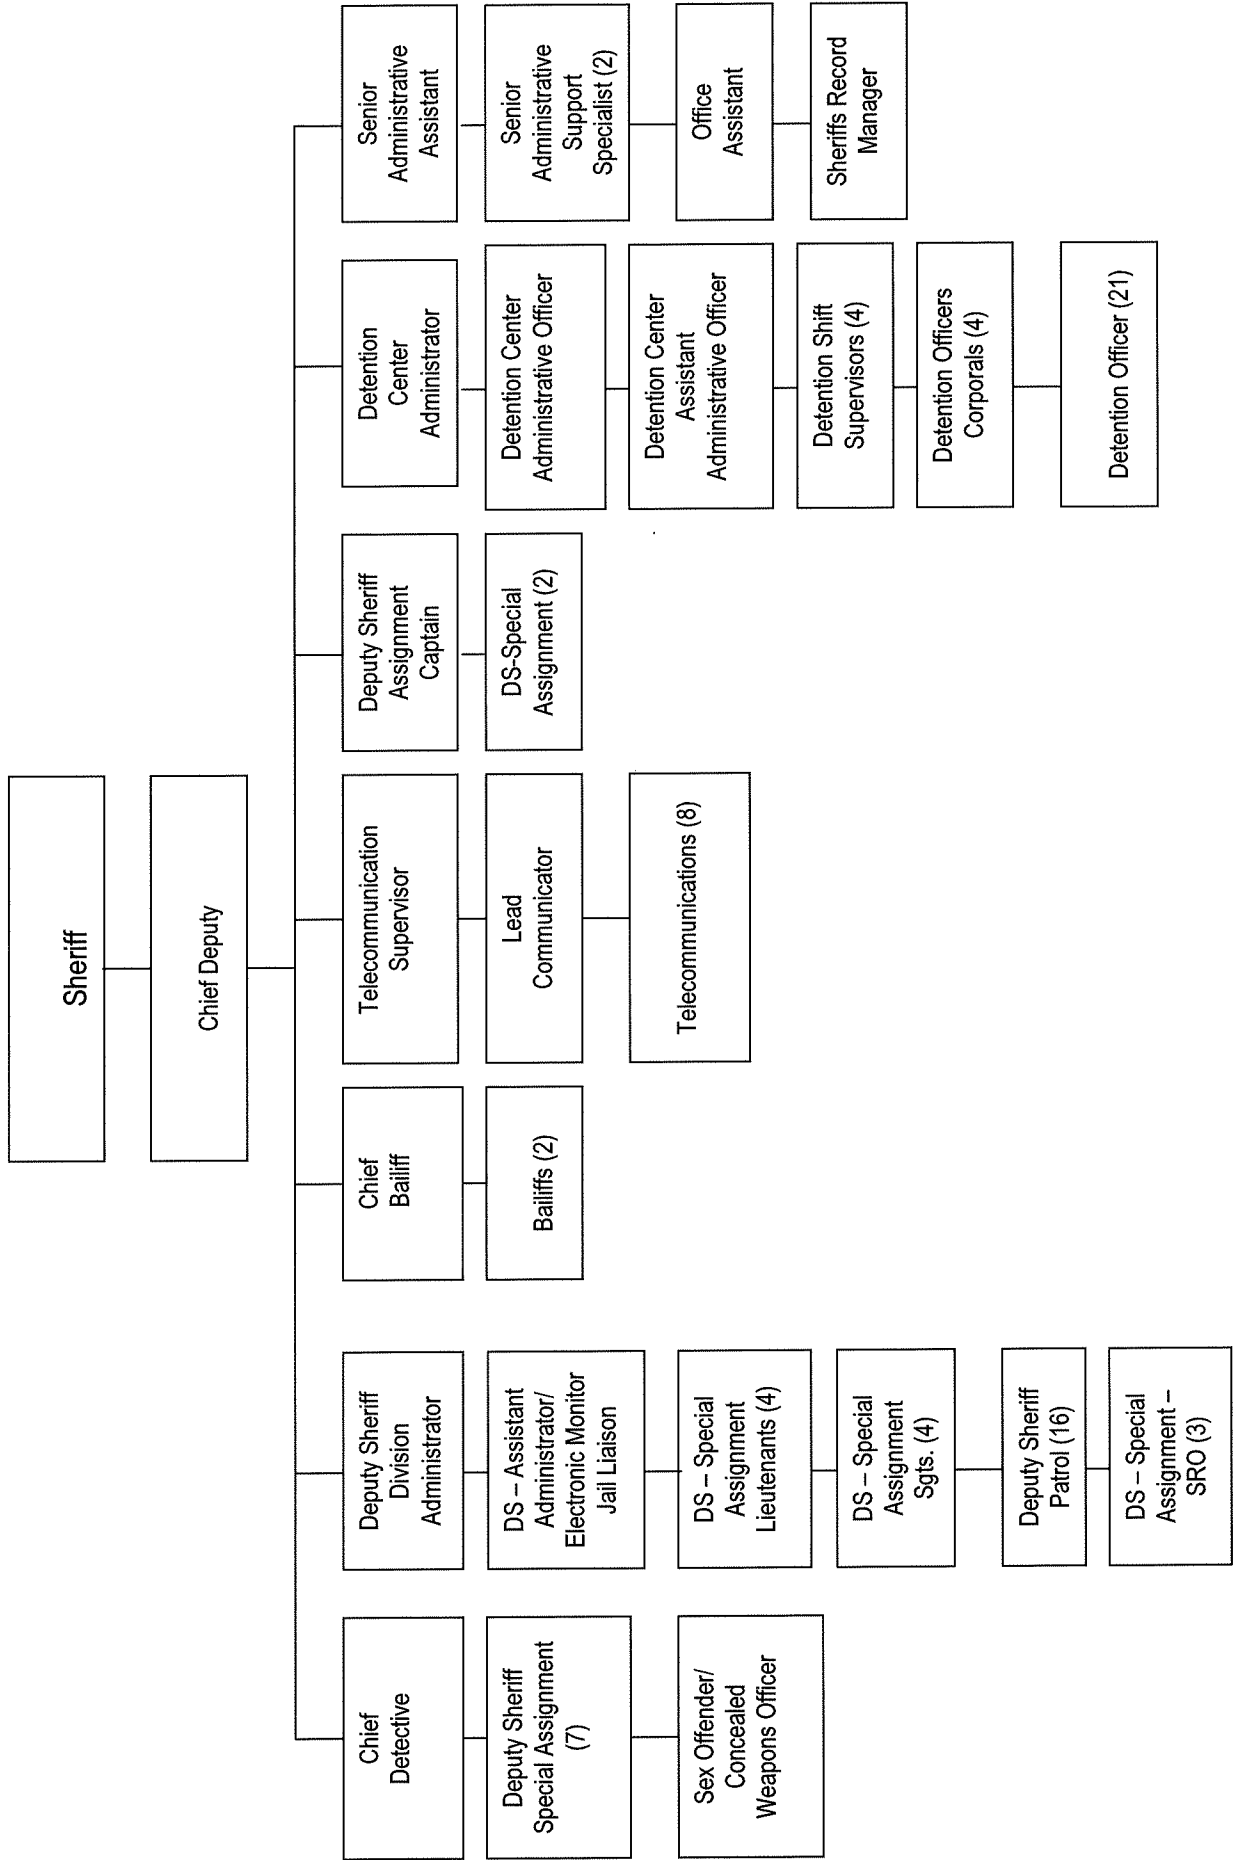 Sheriff
Chief Deputy
Chief
Detective
Deputy Sheriff
Special Assignment
(7)
Sex Offender/
Concealed
Weapons Officer
Deputy Sheriff
Division
Administrator
DS – Assistant
Administrator/
Electronic Monitor
Jail Liaison
DS – Special
Assignment
Lieutenants (4)
DS – Special
Assignment
Sgts. (4)
Deputy Sheriff
Patrol (16)
DS – Special
Assignment –
SRO (3)
Chief
Bailiff
Bailiffs (2)
Telecommunication
Supervisor
Lead
Communicator
Telecommunications (8)
Deputy Sheriff
Assignment
Captain
DS-Special
Assignment (2)
Detention
Center
Administrator
Detention Center
Administrative Officer
Detention Center
Assistant
Administrative Officer
Detention Shift
Supervisors (4)
Detention Officers
Corporals (4)
Detention Officer (21)
Senior
Administrative
Assistant
Senior
Administrative
Support
Specialist (2)
Office
Assistant
Sheriffs Record
Manager